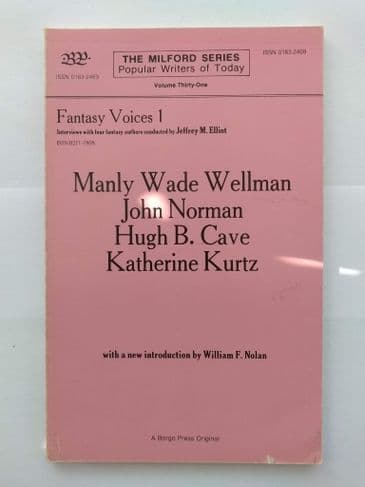 BP.
ISSN 0163-2469
THE MILFORD SERIES
Popular Writers of Today
ISSN 0163-2469
Volume Thirty-One
Fantasy Voices 1
Interviews with four fantasy authors conducted by Jeffrey M. Elliot
Manly Wade Wellman
John Norman
Hugh B. Cave
Katherine Kurtz
with a new introduction by William F. Nolan
A Borgo Press Original